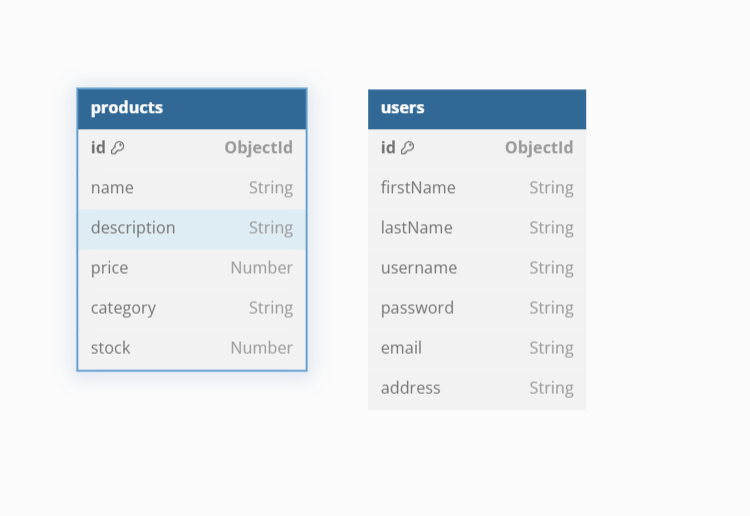 products
id ObjectId
name String
description String
price Number
category String
stock Number
users
id ObjectId
firstName String
lastName String
username String
password String
email String
address String